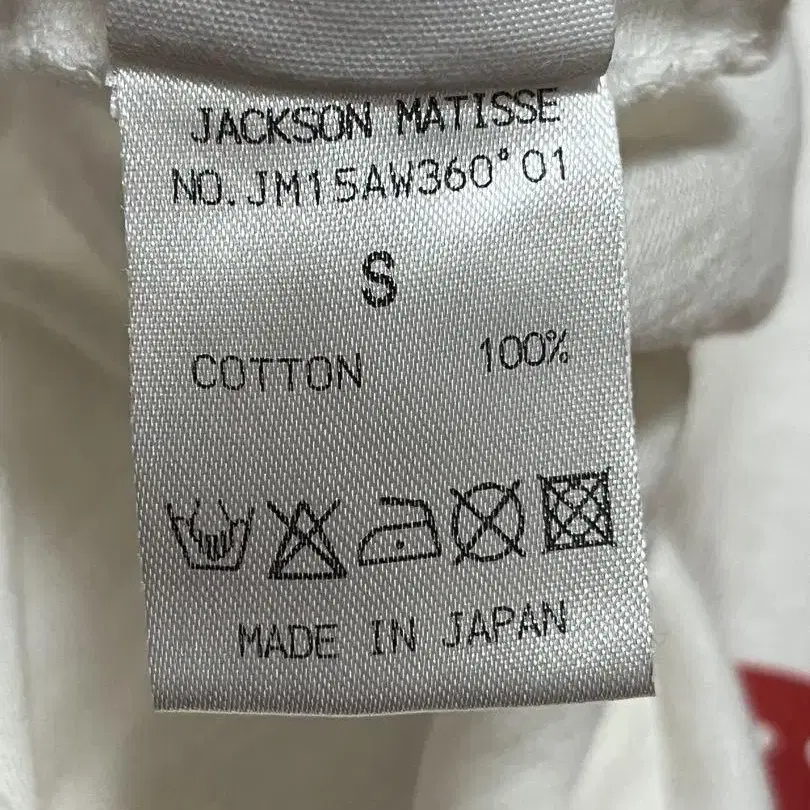 JACKSON MATISSE
NO.JM15AW360°01
S
COTTON 100%
MADE IN JAPAN